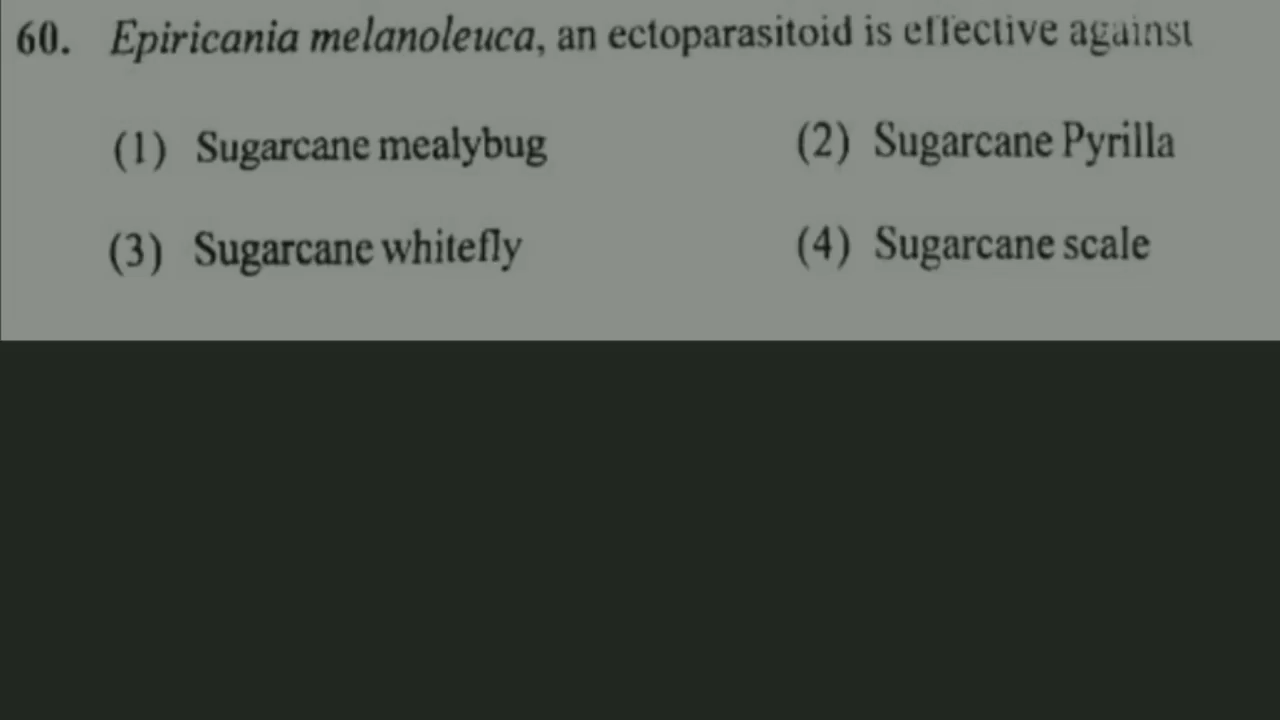 60. Epiricania melanoleuca, an ectoparasitoid is effective against
(1) Sugarcane mealybug (2) Sugarcane Pyrilla
(3) Sugarcane whitefly (4) Sugarcane scale